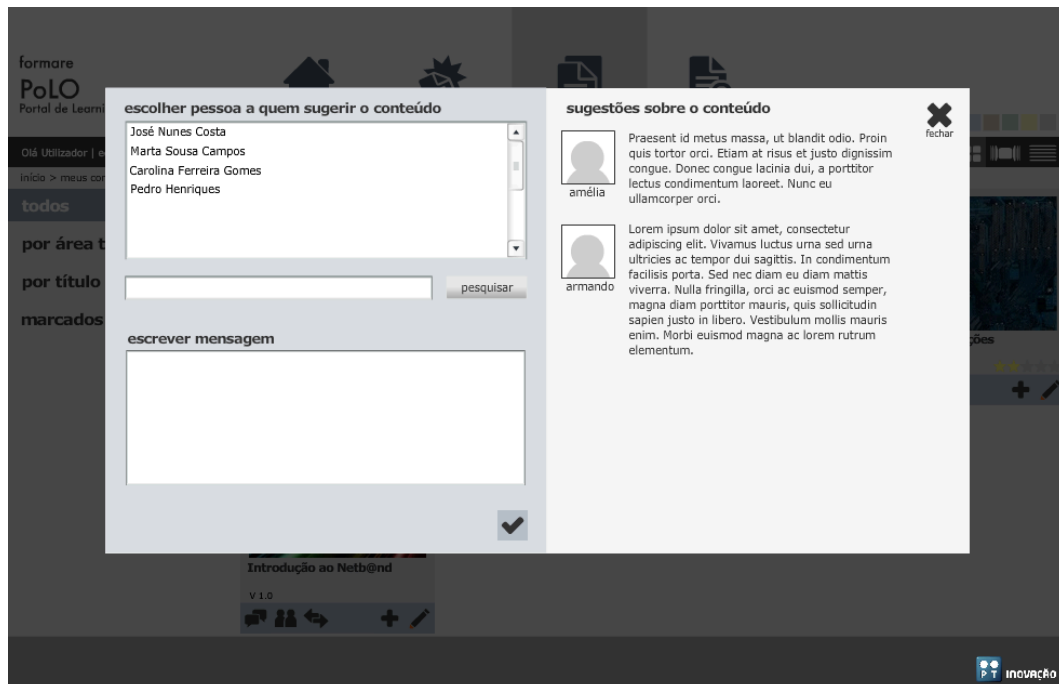 formare
PoLO
Portal de Learni
Olá Utilizador | e
início > meus con
todos
por área t
por título
marcados
escolher pessoa a quem sugerir o conteúdo
José Nunes Costa
Marta Sousa Campos
Carolina Ferreira Gomes
Pedro Henriques
pesquisar
escrever mensagem
sugestões sobre o conteúdo
fechar
Praesent id metus massa, ut blandit odio. Proin
quis tortor orci. Etiam at risus et justo dignissim
congue. Donec congue lacinia dui, a porttitor
lectus condimentum laoreet. Nunc eu
ullamcorper orci.
amélia
Lorem ipsum dolor sit amet, consectetur
adipiscing elit. Vivamus luctus urna sed urna
ultricies ac tempor dui sagittis. In condimentum
facilisis porta. Sed nec diam eu diam mattis
viverra. Nulla fringilla, orci ac euismod semper,
magna diam porttitor mauris, quis sollicitudin
sapien justo in libero. Vestibulum mollis mauris
enim. Morbi euismod magna ac lorem rutrum
elementum.
armando
ções
Introdução ao Netb@nd
V 1.0
PT inovação